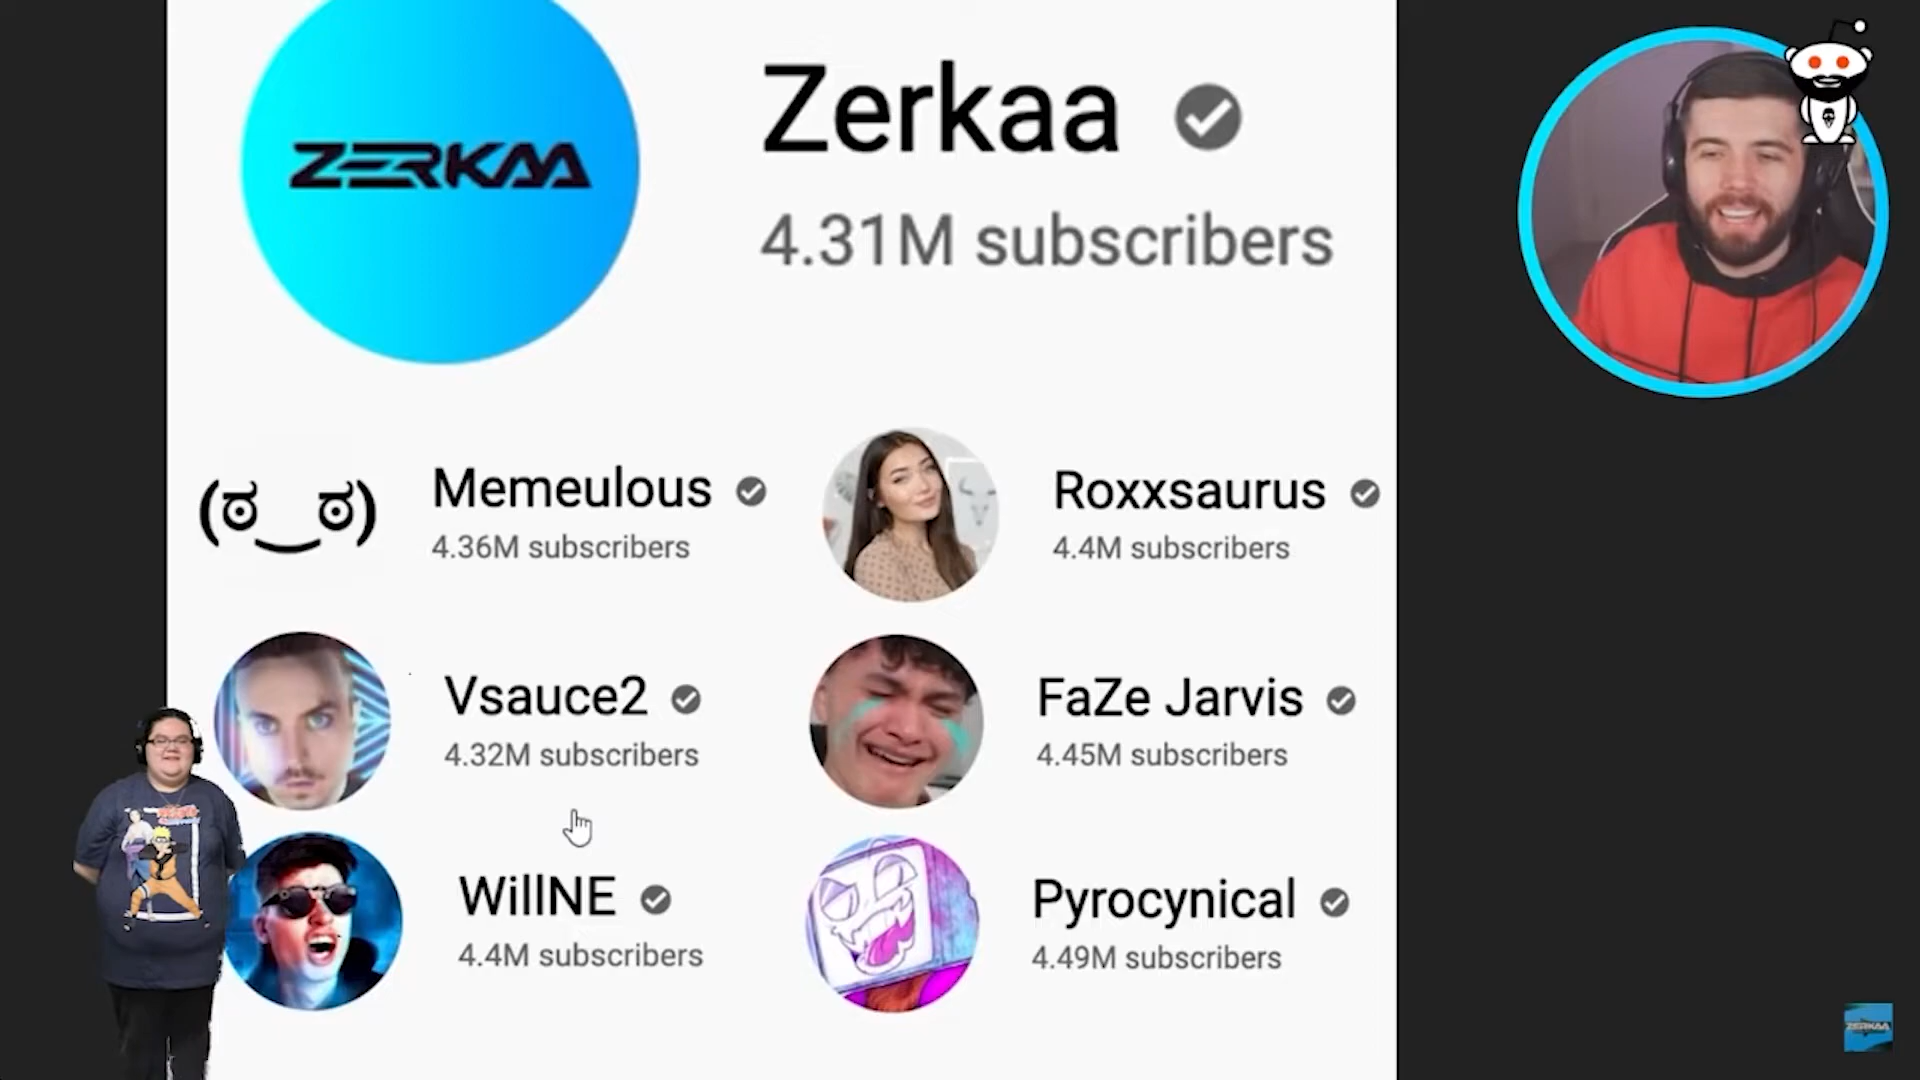 ZERKAA
Zerkaa
4.31M subscribers
(ಠ‿ಠ)
Memeulous
4.36M subscribers
Roxxsaurus
4.4M subscribers
Vsauce2
4.32M subscribers
FaZe Jarvis
4.45M subscribers
WillNE
4.4M subscribers
Pyrocynical
4.49M subscribers
ZERKAA